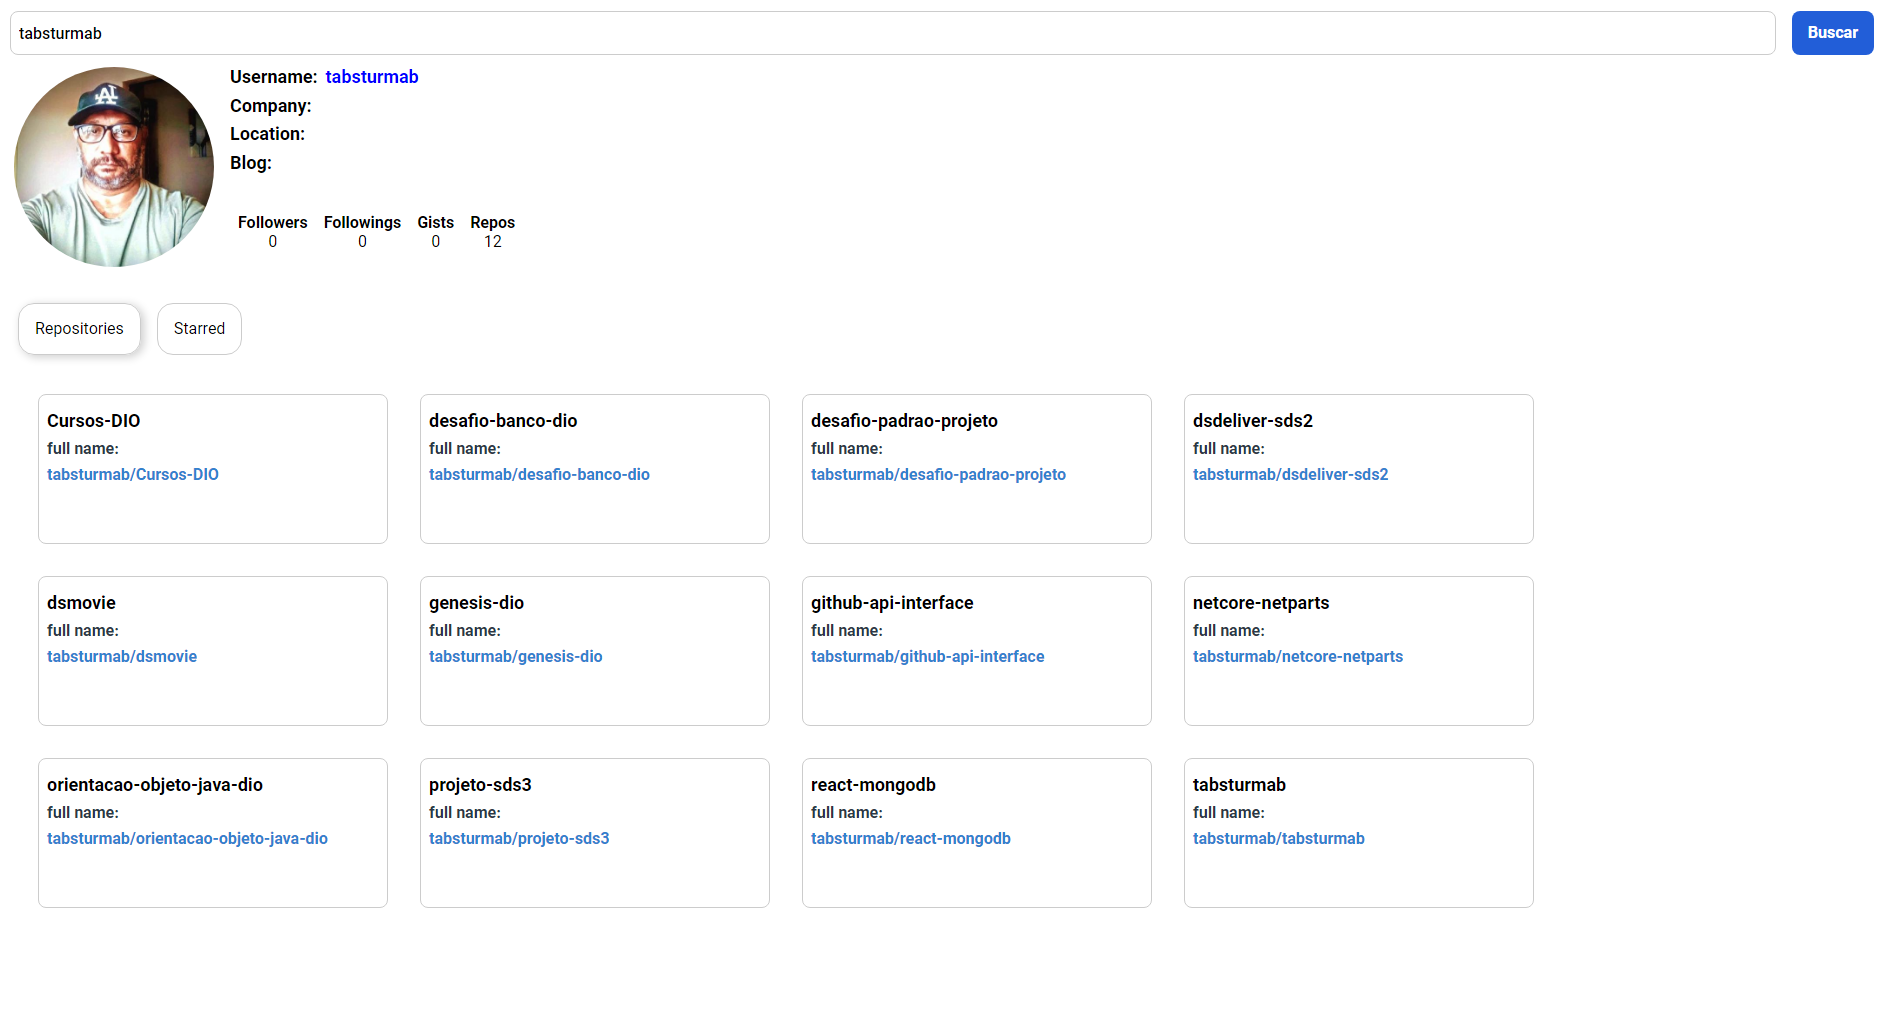 tabsturmab
Buscar
Username: tabsturmab
Company:
Location:
Blog:
Followers Followings Gists Repos
0 0 0 12
Repositories Starred
Cursos-DIO
full name:
tabsturmab/Cursos-DIO
desafio-banco-dio
full name:
tabsturmab/desafio-banco-dio
desafio-padrao-projeto
full name:
tabsturmab/desafio-padrao-projeto
dsdeliver-sds2
full name:
tabsturmab/dsdeliver-sds2
dsmovie
full name:
tabsturmab/dsmovie
genesis-dio
full name:
tabsturmab/genesis-dio
github-api-interface
full name:
tabsturmab/github-api-interface
netcore-netparts
full name:
tabsturmab/netcore-netparts
orientacao-objeto-java-dio
full name:
tabsturmab/orientacao-objeto-java-dio
projeto-sds3
full name:
tabsturmab/projeto-sds3
react-mongodb
full name:
tabsturmab/react-mongodb
tabsturmab
full name:
tabsturmab/tabsturmab